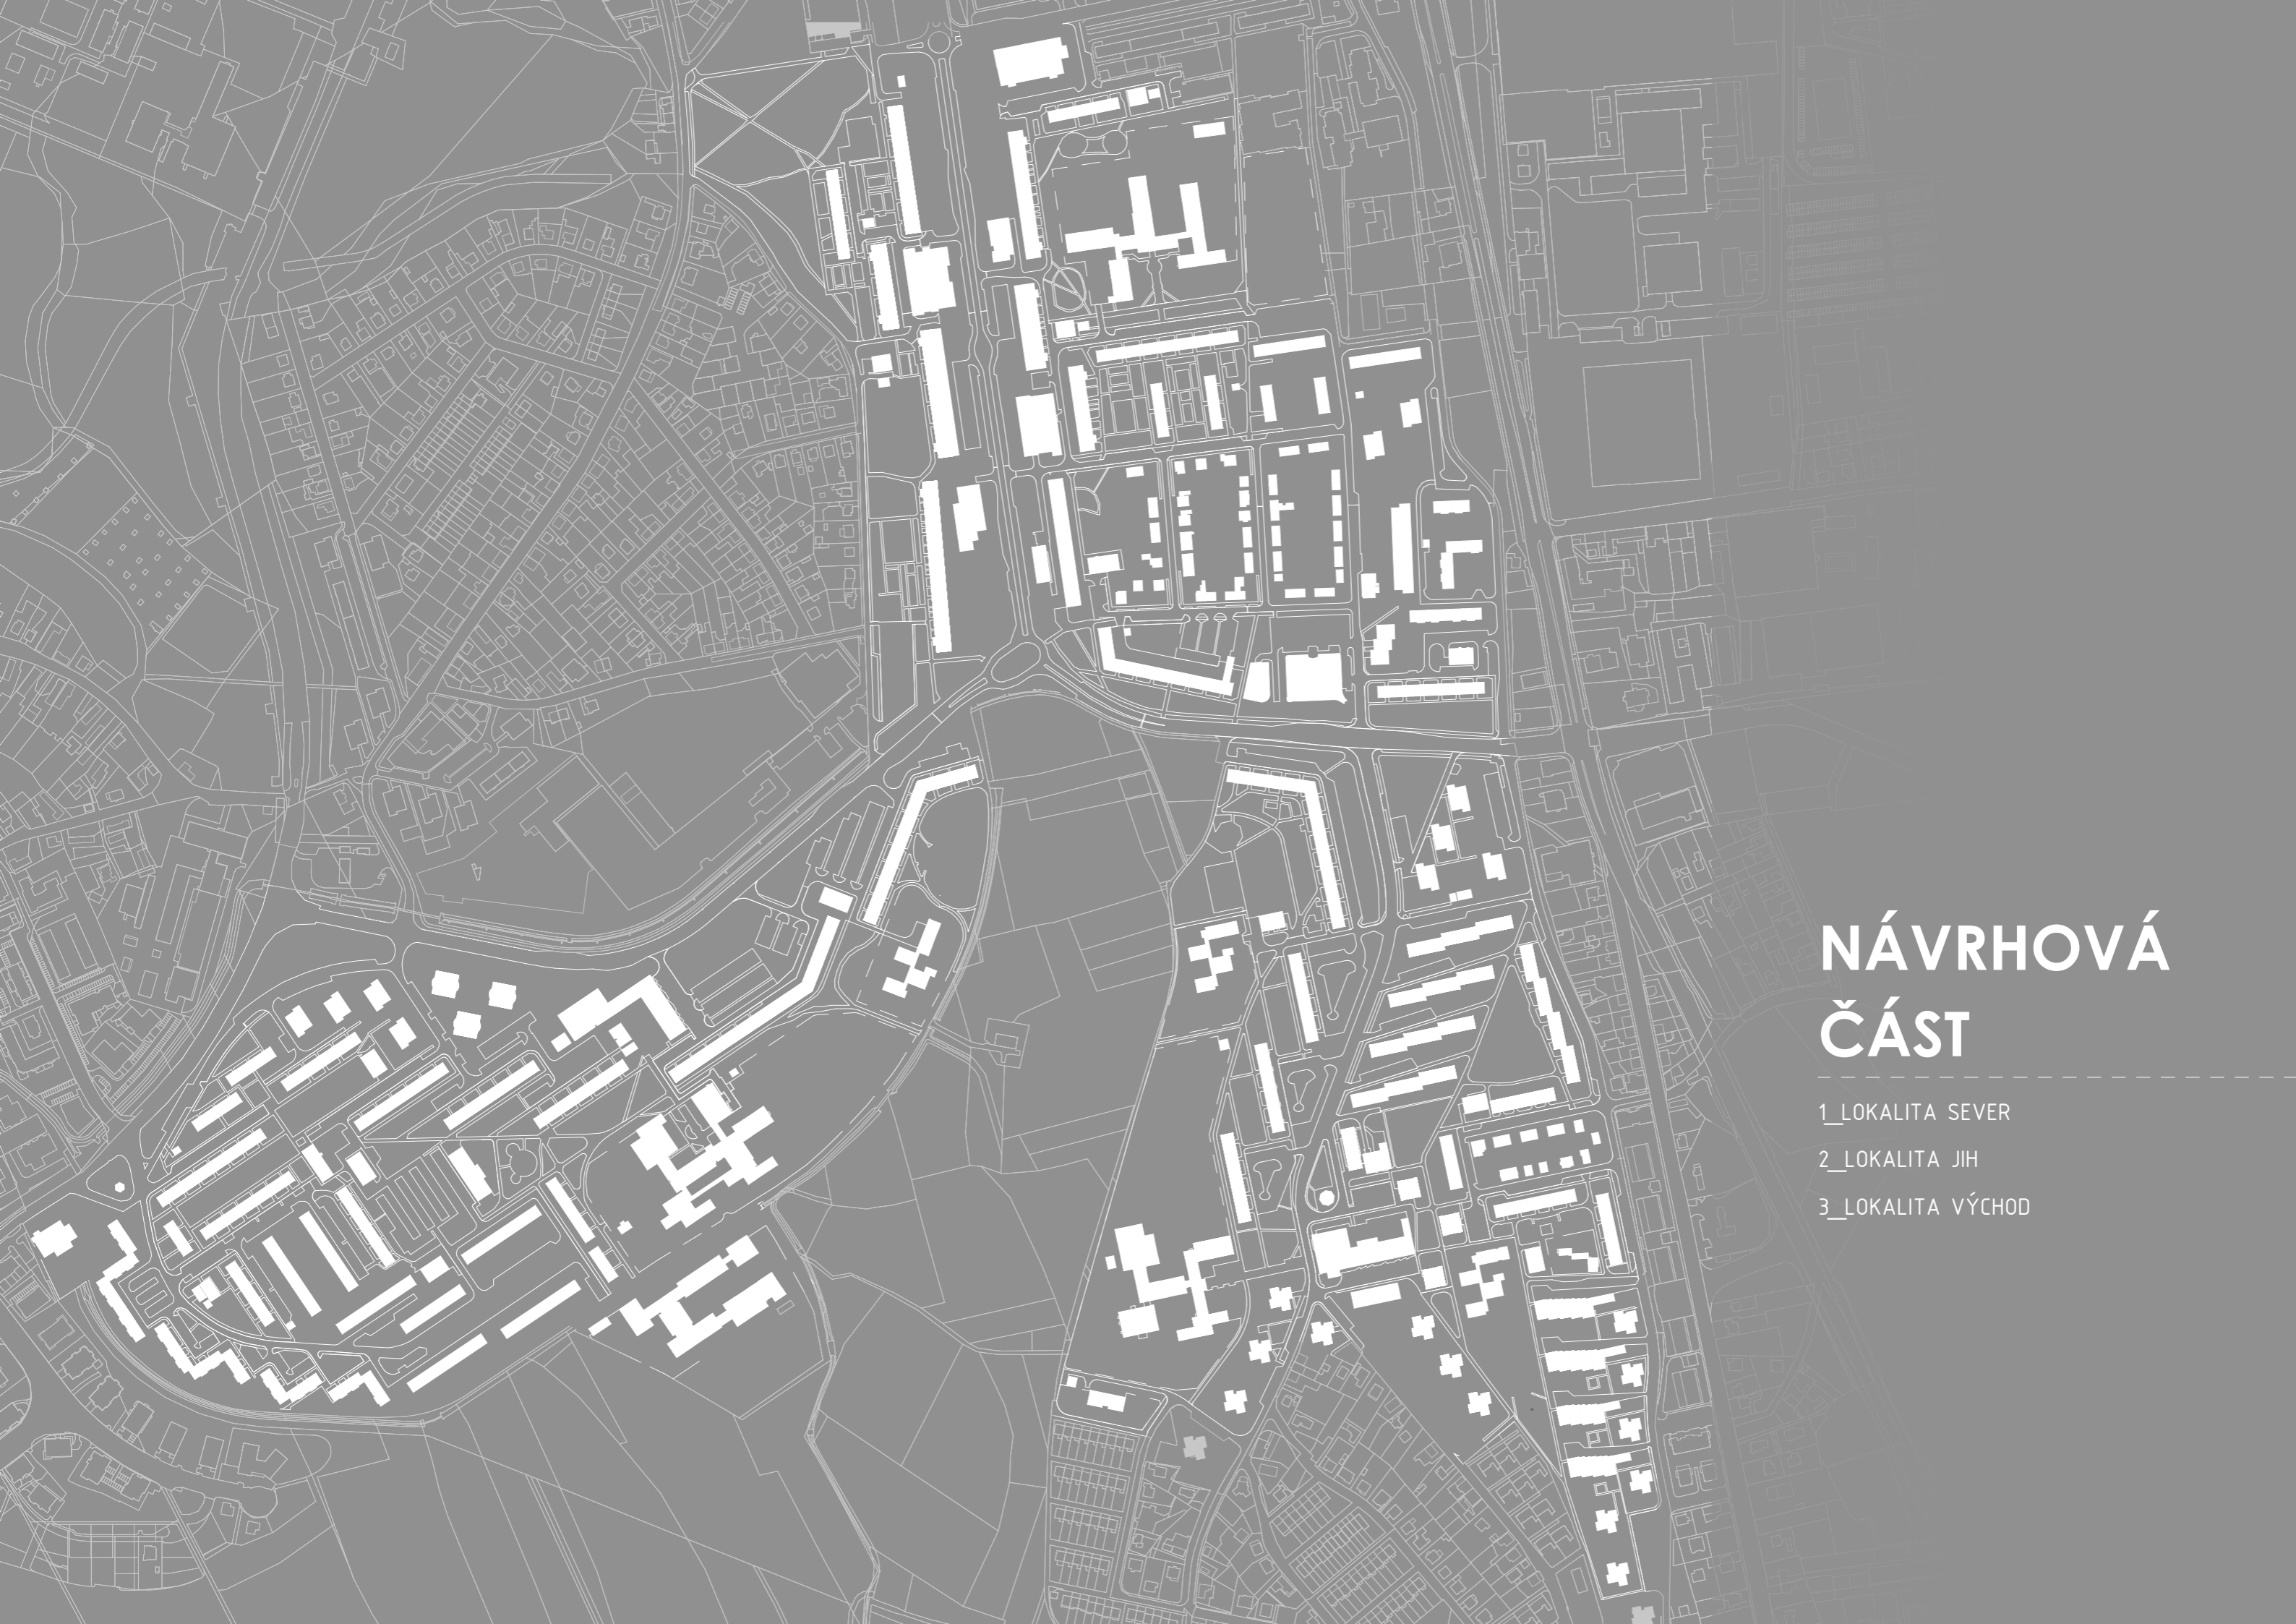 NÁVRHOVÁ
ČÁST
1_LOKALITA SEVER
2_LOKALITA JIH
3_LOKALITA VÝCHOD